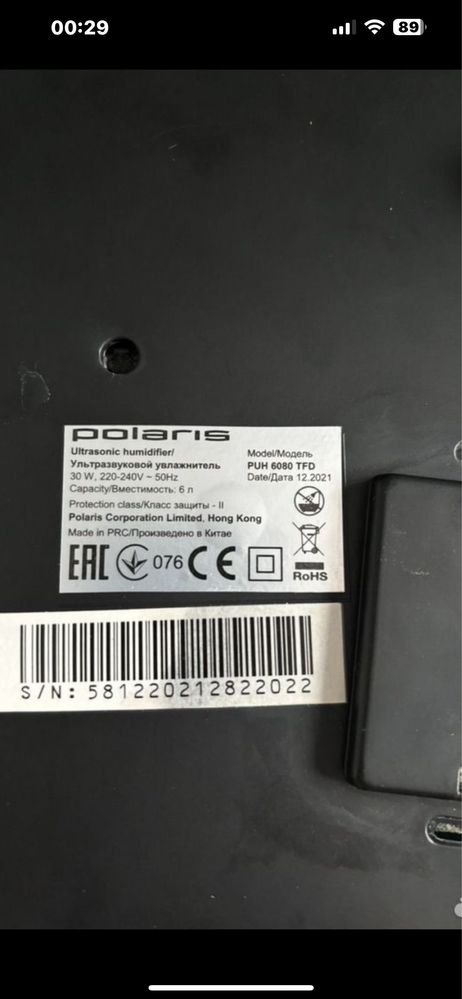 00:29
89
polaris
Ultrasonic humidifier/
Ультразвуковой увлажнитель
30 W, 220-240V ~ 50Hz
Capacity/Вместимость: 6 л
Protection class/Класс защиты - II
Polaris Corporation Limited, Hong Kong
Made in PRC/Произведено в Китае
Model/Модель
PUH 6080 TFD
Date/Дата 12.2021
EAC 076 CE
RoHS
S/N: 581220212822022